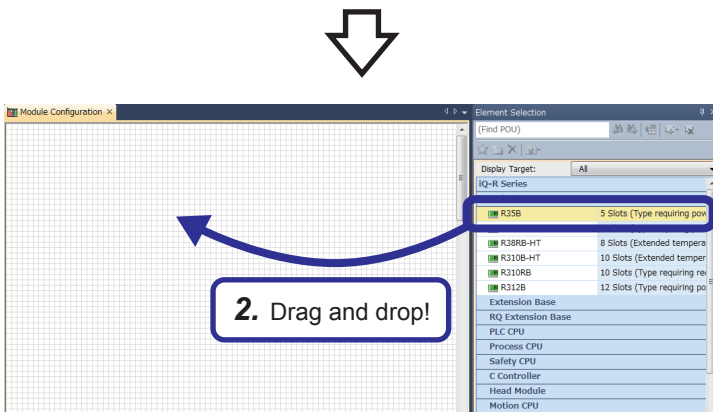 Module Configuration ×
Element Selection
(Find POU)
Display Target: All
iQ-R Series
R35B 5 Slots (Type requiring pow
R38RB-HT 8 Slots (Extended tempera
R310B-HT 10 Slots (Extended temper
R310RB 10 Slots (Type requiring re
R312B 12 Slots (Type requiring po
Extension Base
RQ Extension Base
PLC CPU
Process CPU
Safety CPU
C Controller
Head Module
Motion CPU
2. Drag and drop!